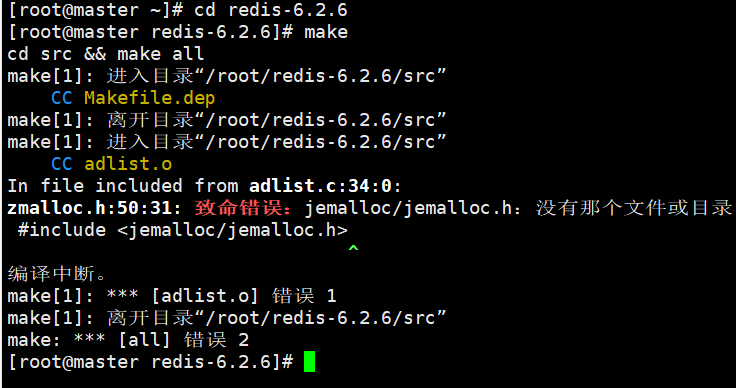 [root@master ~]# cd redis-6.2.6
[root@master redis-6.2.6]# make
cd src && make all
make[1]: 进入目录“/root/redis-6.2.6/src”
    CC Makefile.dep
make[1]: 离开目录“/root/redis-6.2.6/src”
make[1]: 进入目录“/root/redis-6.2.6/src”
    CC adlist.o
In file included from adlist.c:34:0:
zmalloc.h:50:31: 致命错误：jemalloc/jemalloc.h：没有那个文件或目录
 #include <jemalloc/jemalloc.h>
                               ^
编译中断。
make[1]: *** [adlist.o] 错误 1
make[1]: 离开目录“/root/redis-6.2.6/src”
make: *** [all] 错误 2
[root@master redis-6.2.6]#